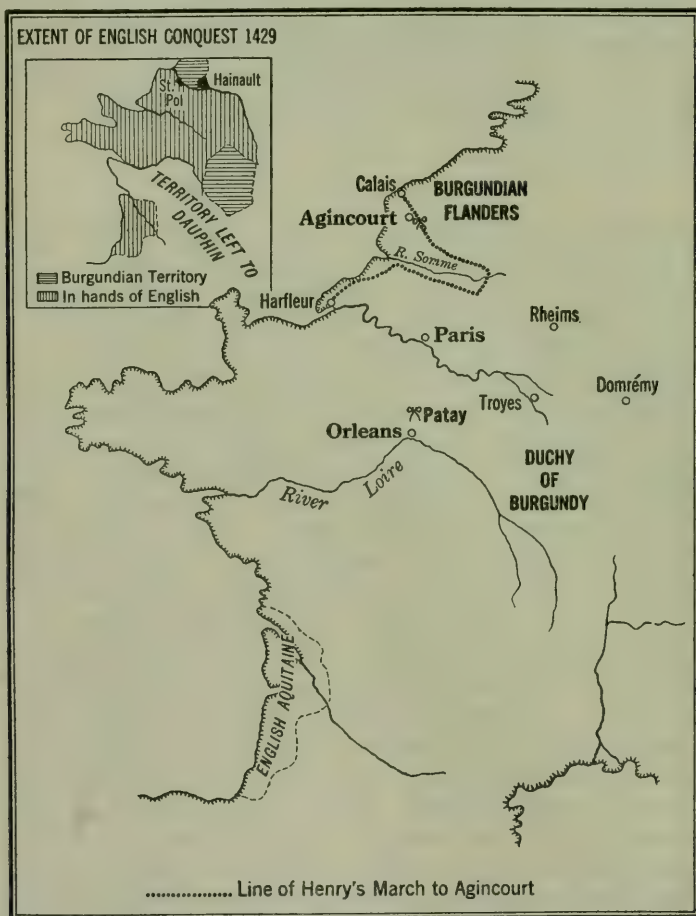 EXTENT OF ENGLISH CONQUEST 1429
St.
Pol
Hainault
TERRITORY LEFT TO
DAUPHIN
Burgundian Territory
In hands of English
Calais
BURGUNDIAN
FLANDERS
Agincourt
R. Somme
Harfleur
Paris
Rheims
Domrémy
Troyes
Patay
Orleans
DUCHY
OF
BURGUNDY
River Loire
ENGLISH AQUITAINE
Line of Henry's March to Agincourt